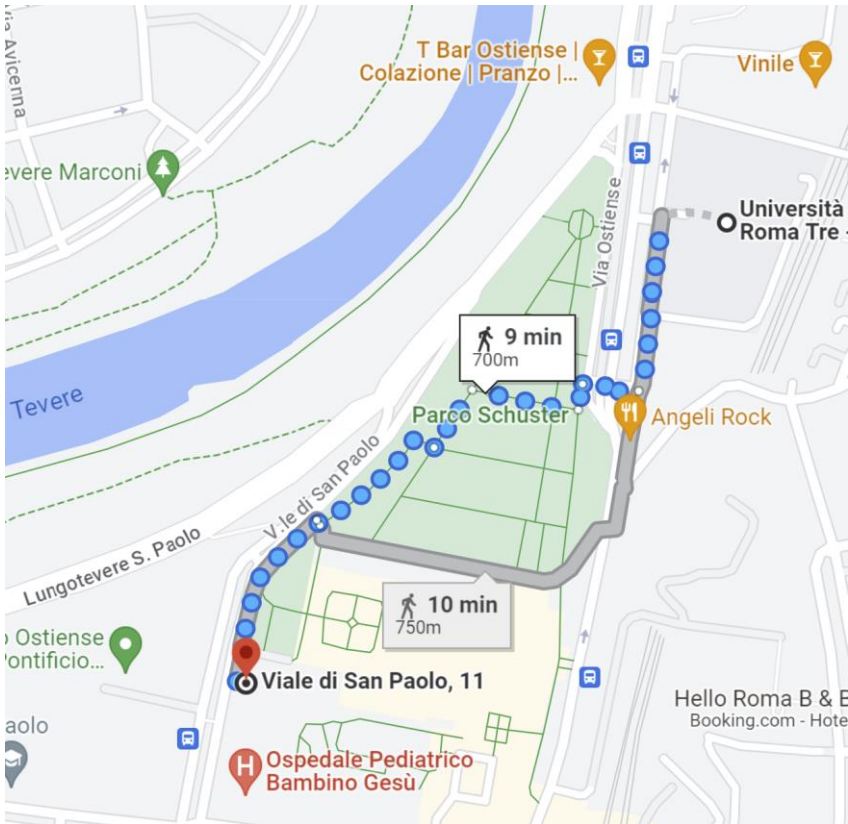 via Avicenna
T Bar Ostiense |
Colazione | Pranzo |...
Vinile
evere Marconi
Università
Roma Tre -
Via Ostiense
9 min
700m
Tevere
Parco Schuster
Angeli Rock
V.le di San Paolo
Lungotevere S. Paolo
10 min
750m
o Ostiense
Pontificio...
Viale di San Paolo, 11
Hello Roma B & B
Booking.com - Hote
aolo
H
Ospedale Pediatrico
Bambino Gesù